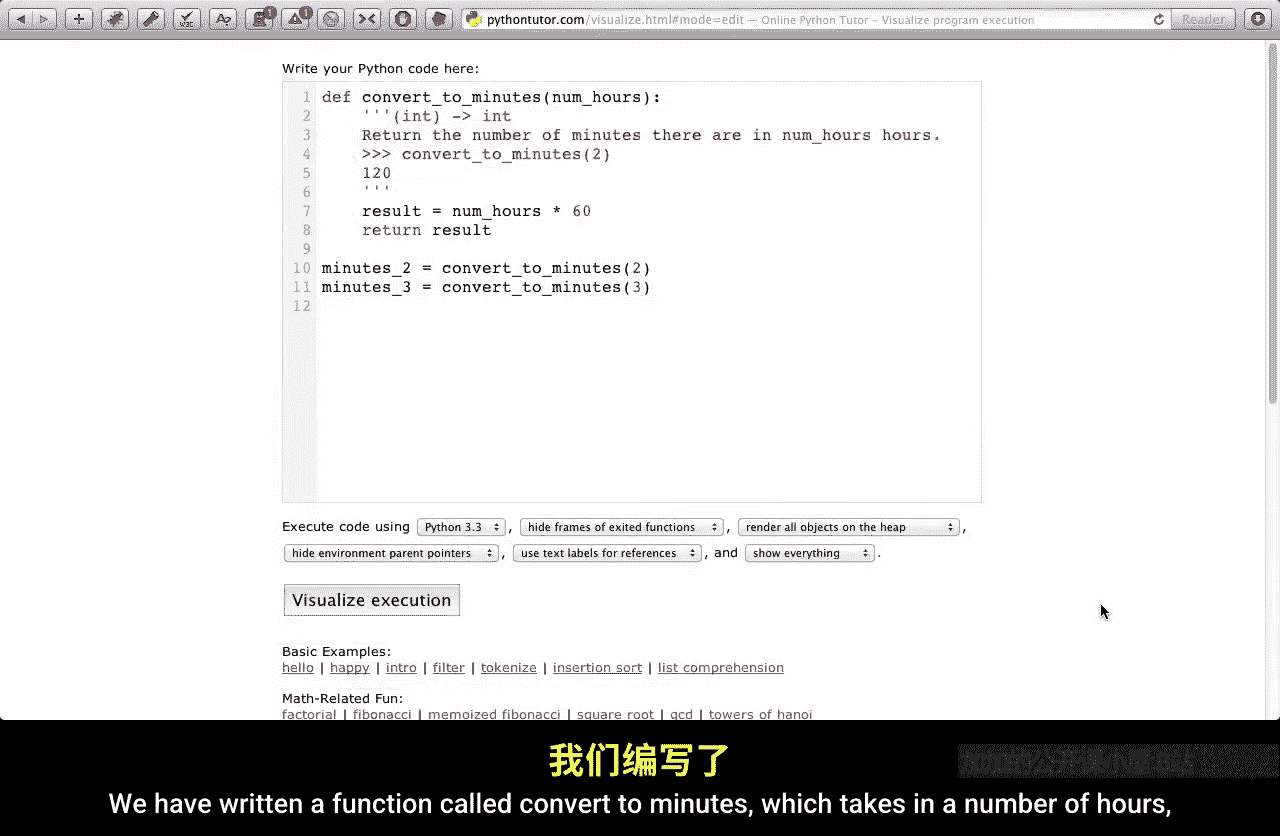 pythontutor.com/visualize.html#mode=edit — Online Python Tutor – Visualize program execution
Reader
Write your Python code here:
1 def convert_to_minutes(num_hours):
2 '''(int) -> int
3 Return the number of minutes there are in num_hours hours.
4 >>> convert_to_minutes(2)
5 120
6 '''
7 result = num_hours * 60
8 return result
9
10 minutes_2 = convert_to_minutes(2)
11 minutes_3 = convert_to_minutes(3)
12
Execute code using Python 3.3 , hide frames of exited functions , render all objects on the heap ,
hide environment parent pointers , use text labels for references , and show everything .
Visualize execution
Basic Examples:
hello | happy | intro | filter | tokenize | insertion sort | list comprehension
Math-Related Fun:
factorial | fibonacci | memoized fibonacci | square root | gcd | towers of hanoi
我们编写了
We have written a function called convert to minutes, which takes in a number of hours,